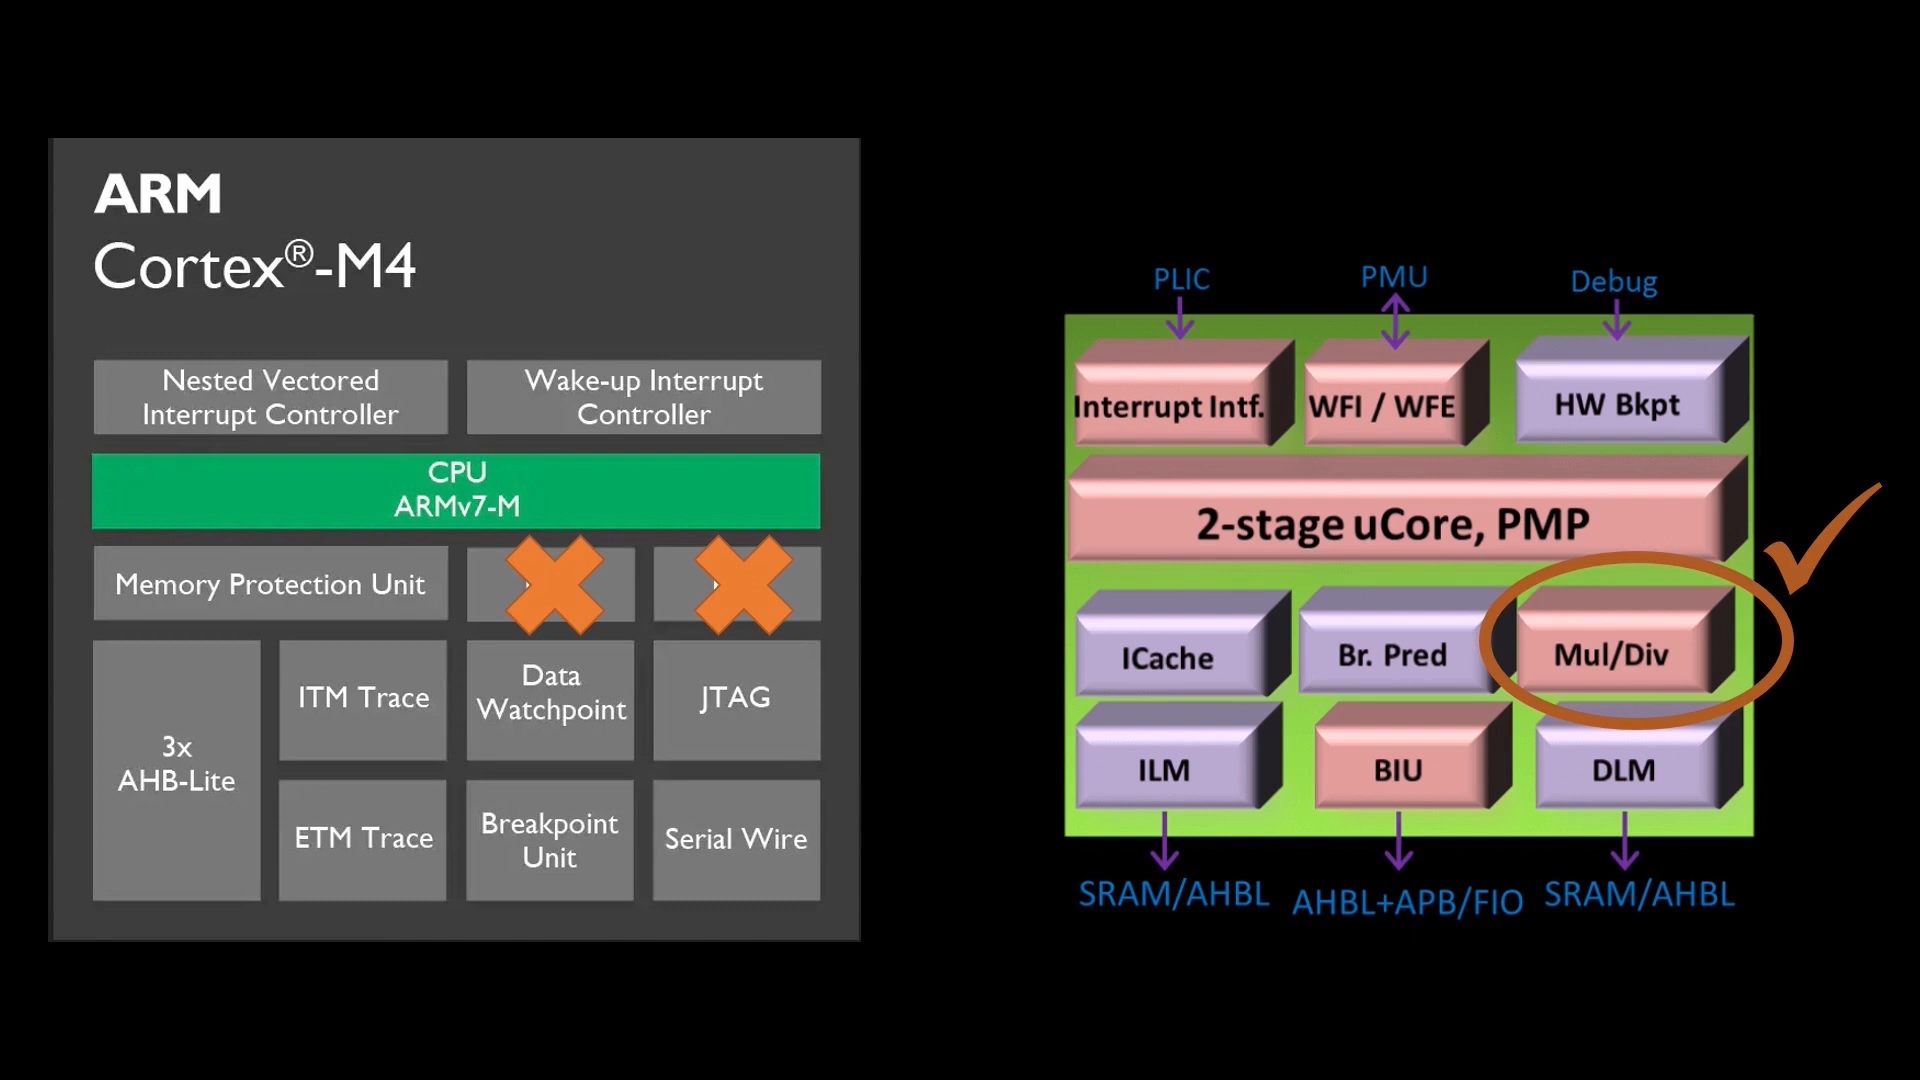 ARM
Cortex®-M4
Nested Vectored
Interrupt Controller
Wake-up Interrupt
Controller
CPU
ARMv7-M
Memory Protection Unit
3x
AHB-Lite
ITM Trace
Data
Watchpoint
JTAG
ETM Trace
Breakpoint
Unit
Serial Wire
PLIC
PMU
Debug
Interrupt Intf.
WFI / WFE
HW Bkpt
2-stage uCore, PMP
ICache
Br. Pred
Mul/Div
ILM
BIU
DLM
SRAM/AHBL
AHBL+APB/FIO
SRAM/AHBL